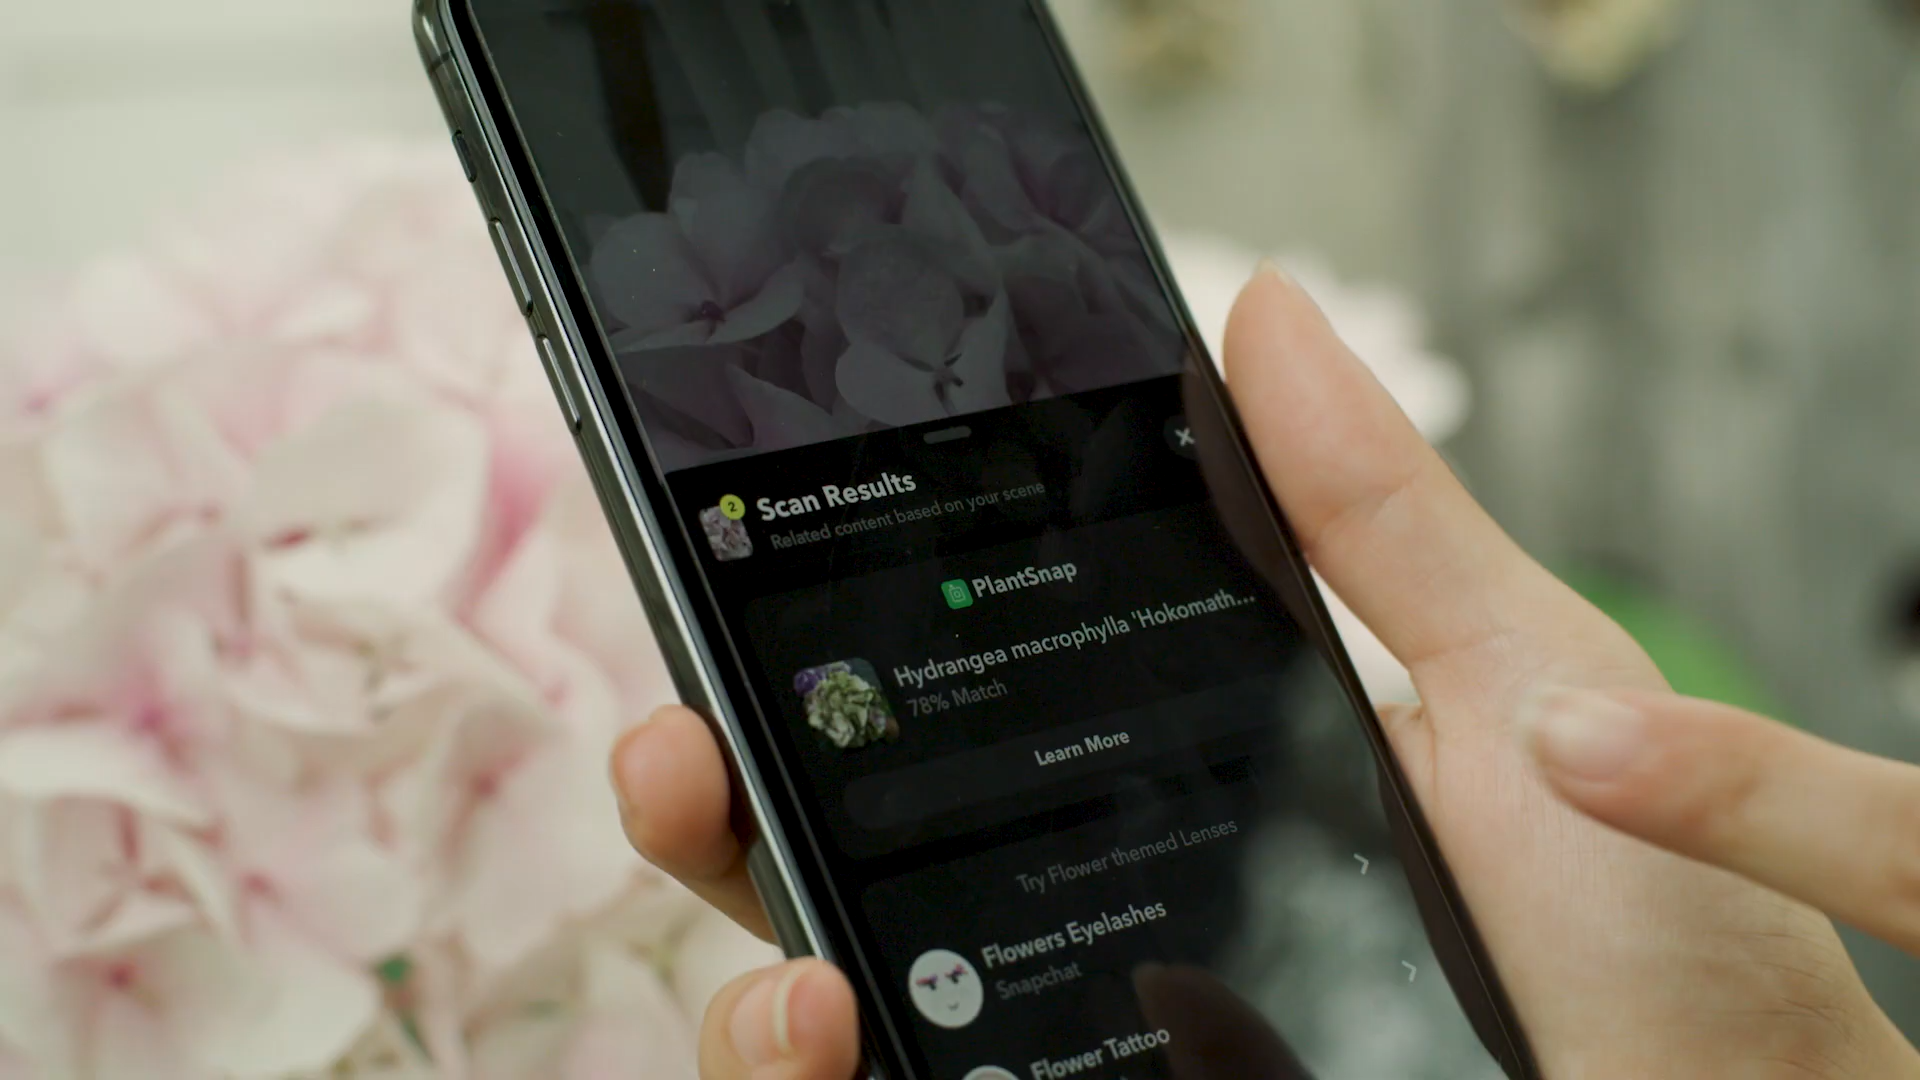 2
Scan Results
Related content based on your scene
PlantSnap
Hydrangea macrophylla 'Hokomath...
78% Match
Learn More
Try Flower themed Lenses
Flowers Eyelashes
Snapchat
Flower Tattoo